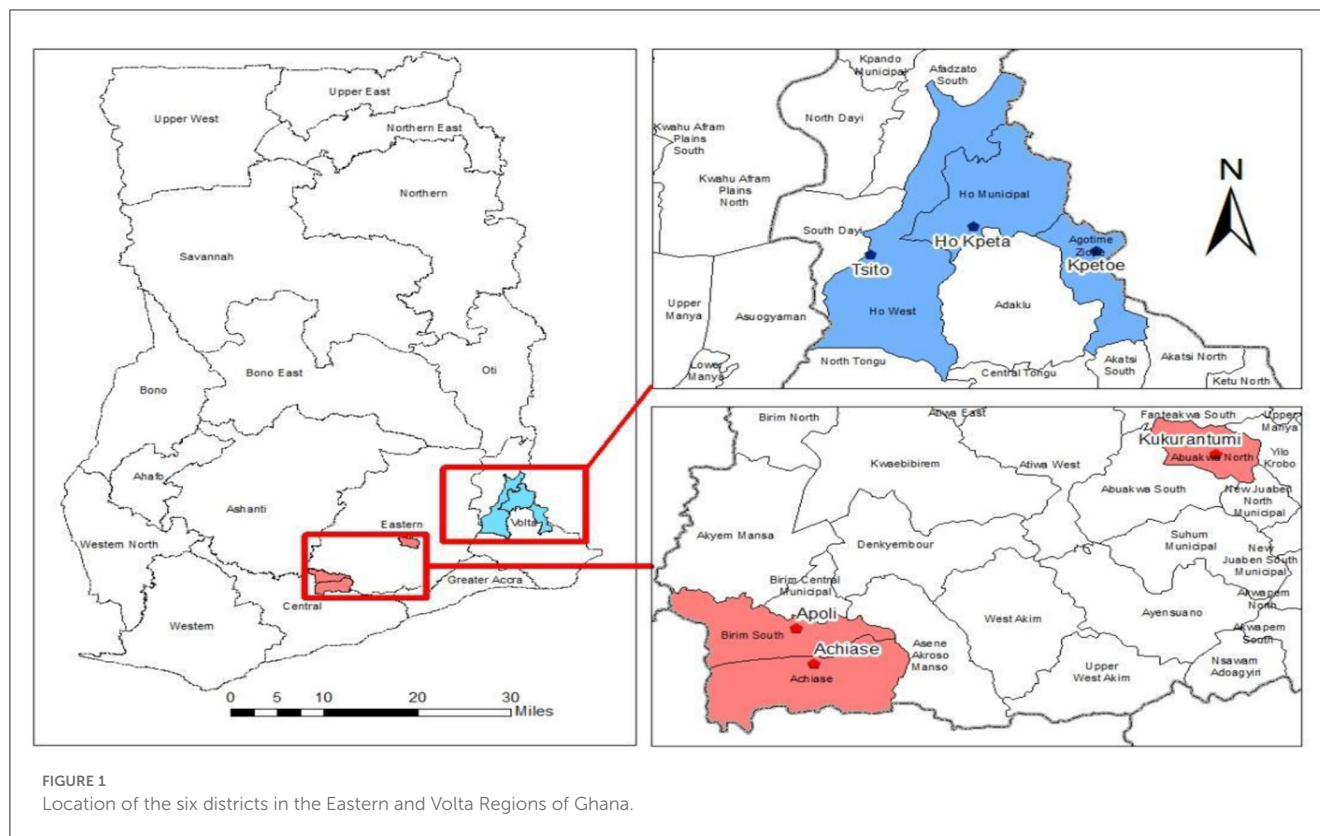 Upper East
Upper West
Northern East
Northern
Savannah
Bono East
Oti
Bono
Ahafo
Ashanti
Eastern
Volta
Western North
Greater Accra
Central
Western
0 5 10 20 30
Miles
Kpando
Municipal
Afadzato
South
North Dayi
Kwahu Afram
Plains
South
Kwahu Afram
Plains
North
Ho Municipal
N
South Dayi
Ho Kpeta
Agotime
Tsito
Kpetoe
Upper
Manya
Asuogyaman
Ho West
Adaklu
Lower
Manya
North Tongu
Central Tongu
Akatsi
South
Akatsi North
Ketu North
Birim North
Atiwa East
Fanteakwa South
Upper
Manya
Kukurantumi
Abuakwa North
Yilo
Krobo
Kwaebibirem
Atiwa West
Abuakwa South
New Juaben
North
Municipal
Akyem Mansa
Denkyembour
Suhum
Municipal
New
Juaben South
Municipal
Birim Central
Municipal
Akwapem
North
Apoli
Birim South
West Akim
Ayensuano
Akwapem
South
Achiase
Asene
Akroso
Manso
Achiase
Upper
West Akim
Nsawam
Adoagyiri
FIGURE 1
Location of the six districts in the Eastern and Volta Regions of Ghana.